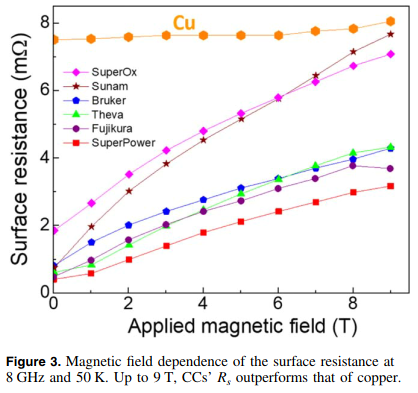 8
6
4
2
0
Surface resistance (mΩ)
Cu
SuperOx
Sunam
Bruker
Theva
Fujikura
SuperPower
0 2 4 6 8
Applied magnetic field (T)
Figure 3. Magnetic field dependence of the surface resistance at
8 GHz and 50 K. Up to 9 T, CCs' Rs outperforms that of copper.